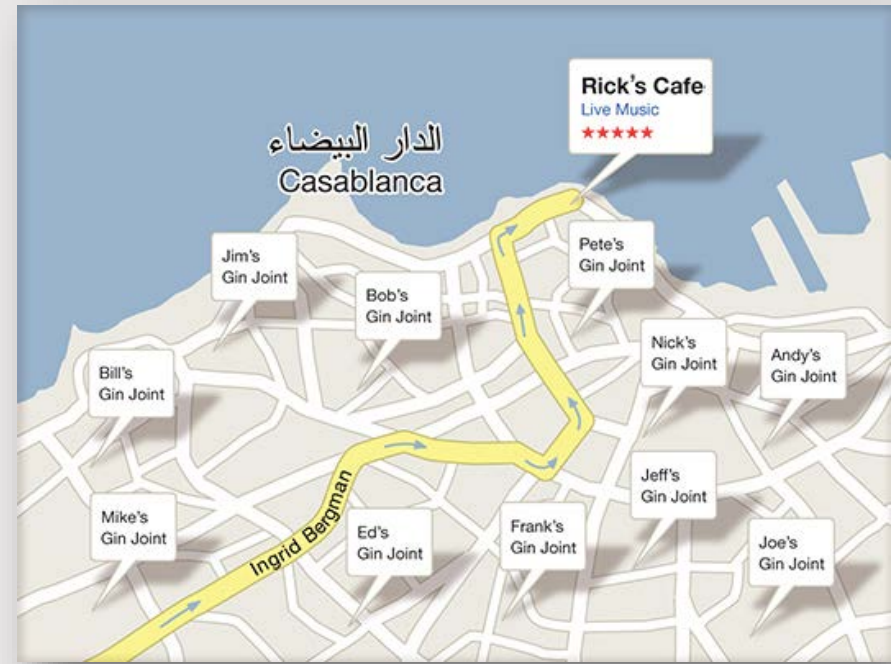 Rick's Cafe
Live Music
★★★★★
الدار البيضاء
Casablanca
Jim's
Gin Joint
Pete's
Gin Joint
Bob's
Gin Joint
Nick's
Gin Joint
Andy's
Gin Joint
Bill's
Gin Joint
Jeff's
Gin Joint
Ingrid Bergman
Mike's
Gin Joint
Ed's
Gin Joint
Frank's
Gin Joint
Joe's
Gin Joint